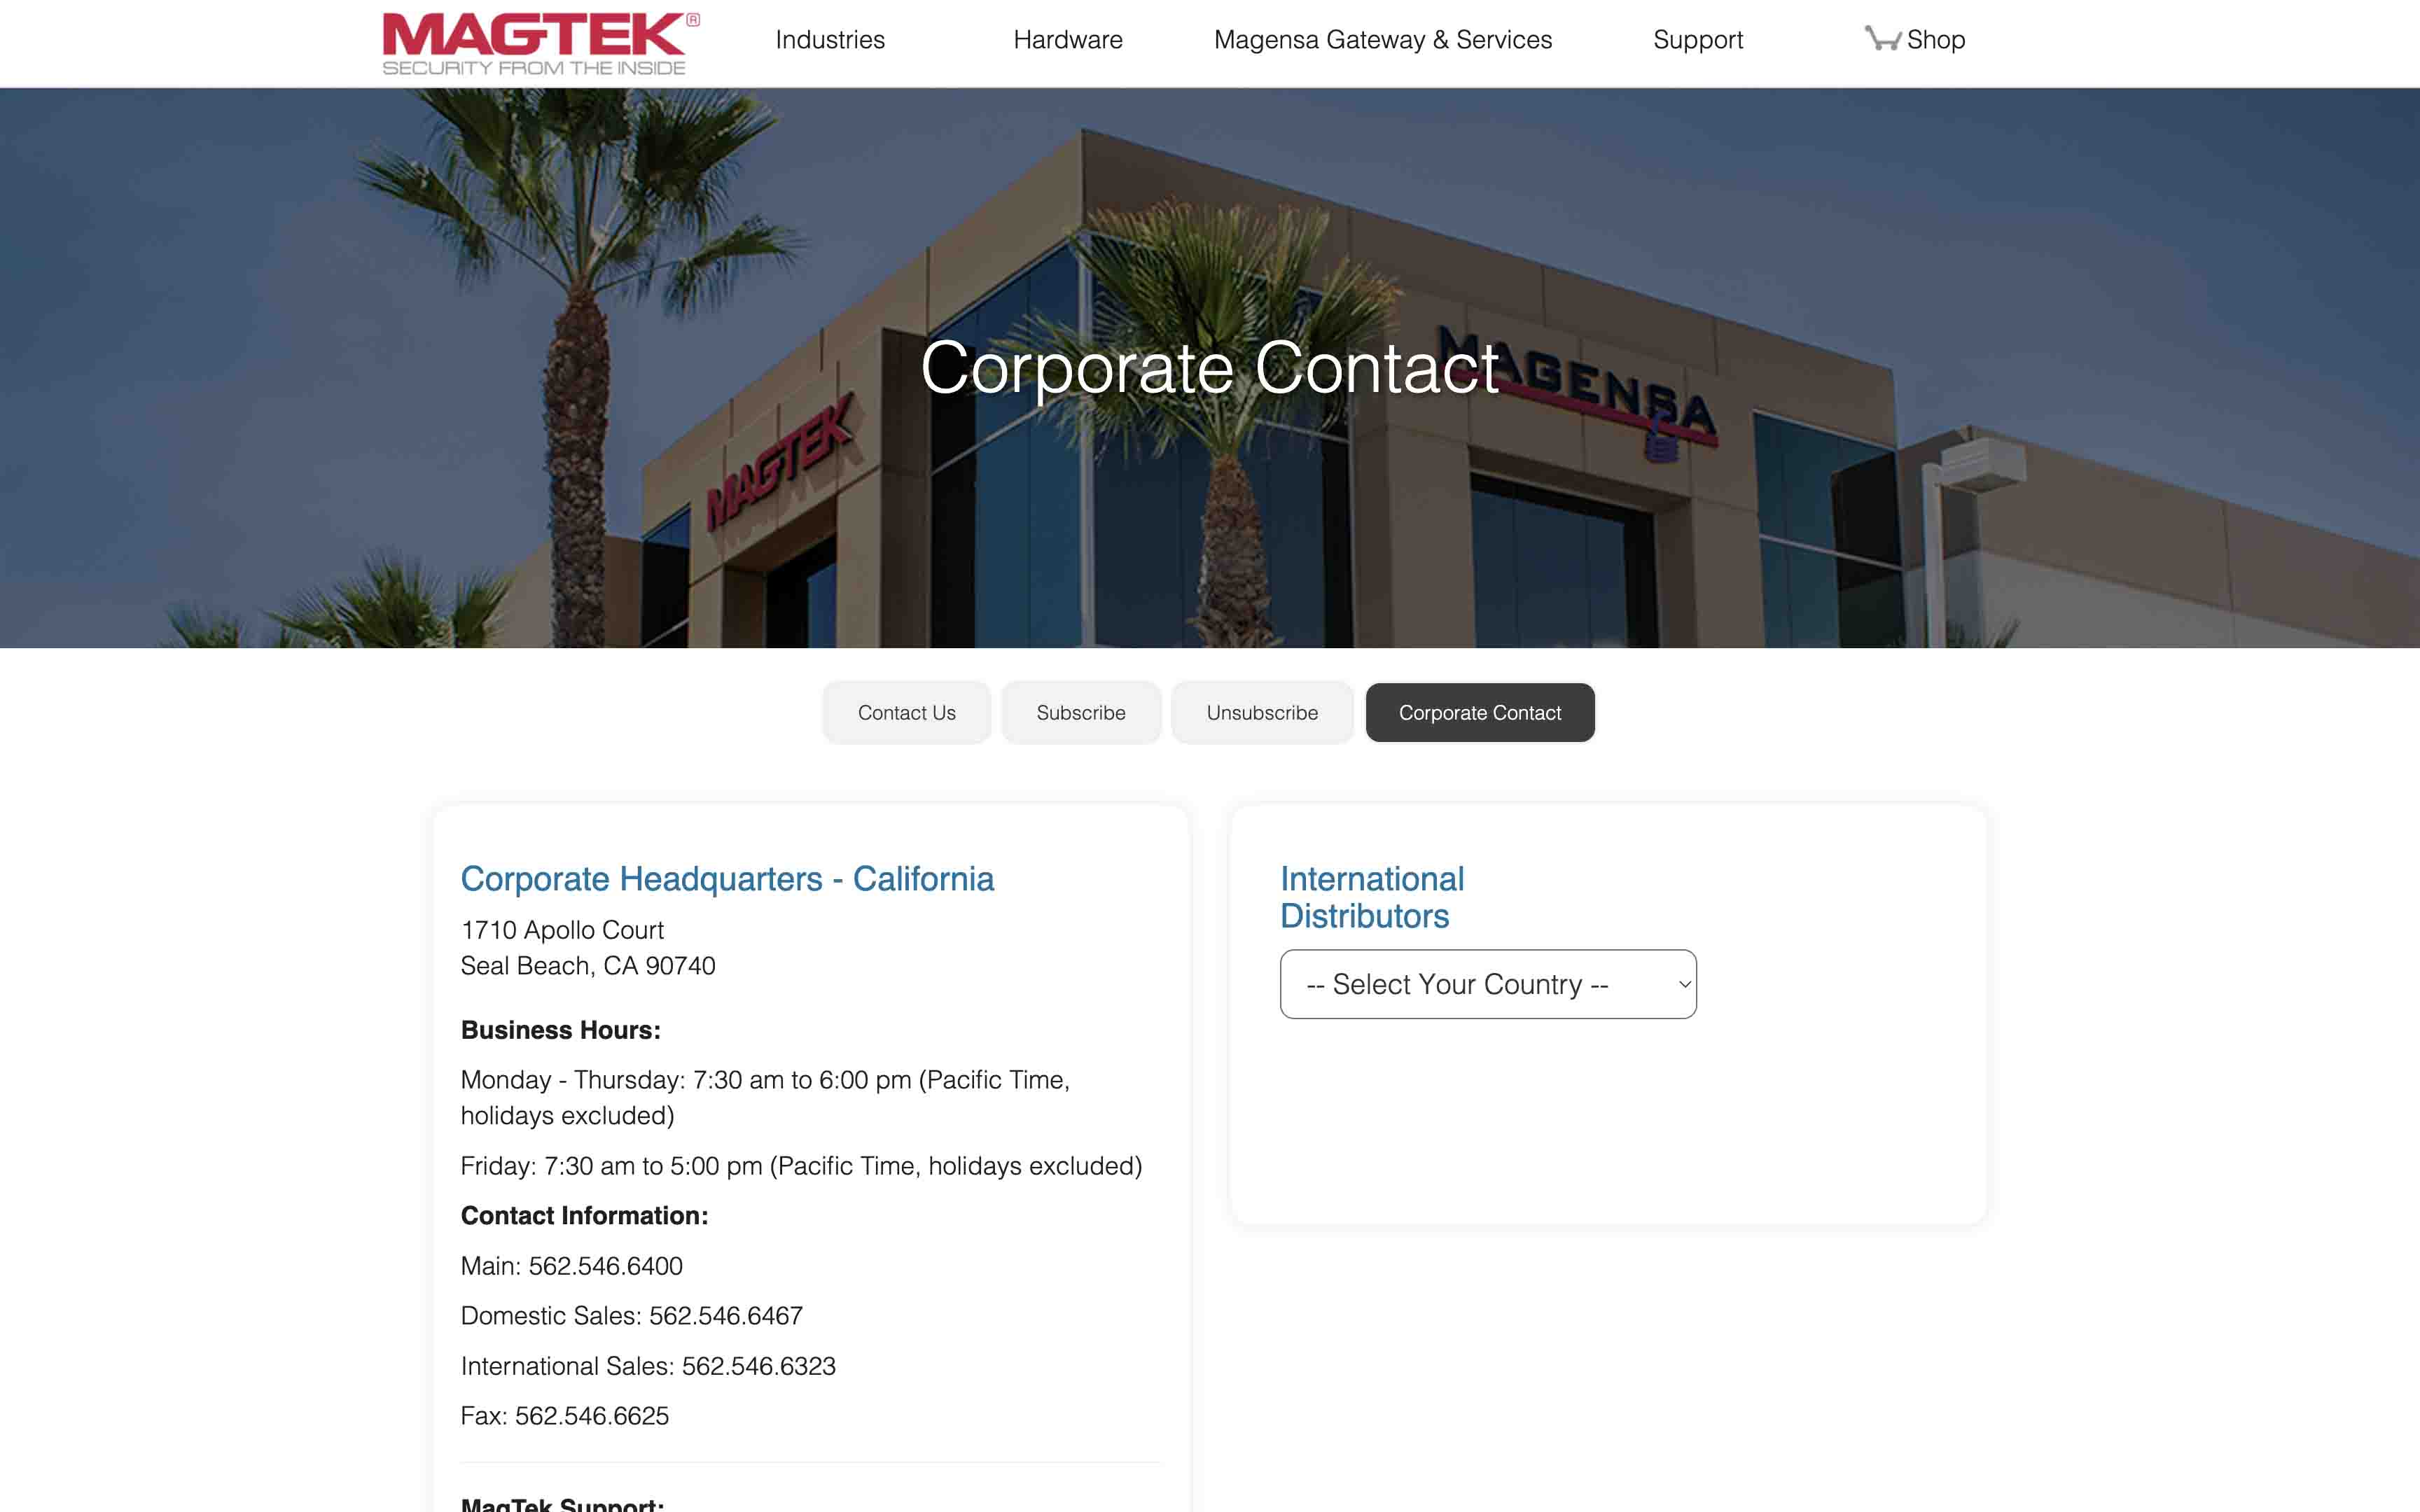 MAGTEK®
SECURITY FROM THE INSIDE
Industries
Hardware
Magensa Gateway & Services
Support
Shop
Corporate Contact
MAGTEK
MAGENSA
Contact Us
Subscribe
Unsubscribe
Corporate Contact
Corporate Headquarters - California
1710 Apollo Court
Seal Beach, CA 90740
Business Hours:
Monday - Thursday: 7:30 am to 6:00 pm (Pacific Time,
holidays excluded)
Friday: 7:30 am to 5:00 pm (Pacific Time, holidays excluded)
Contact Information:
Main: 562.546.6400
Domestic Sales: 562.546.6467
International Sales: 562.546.6323
Fax: 562.546.6625
MagTek Support:
International
Distributors
-- Select Your Country --